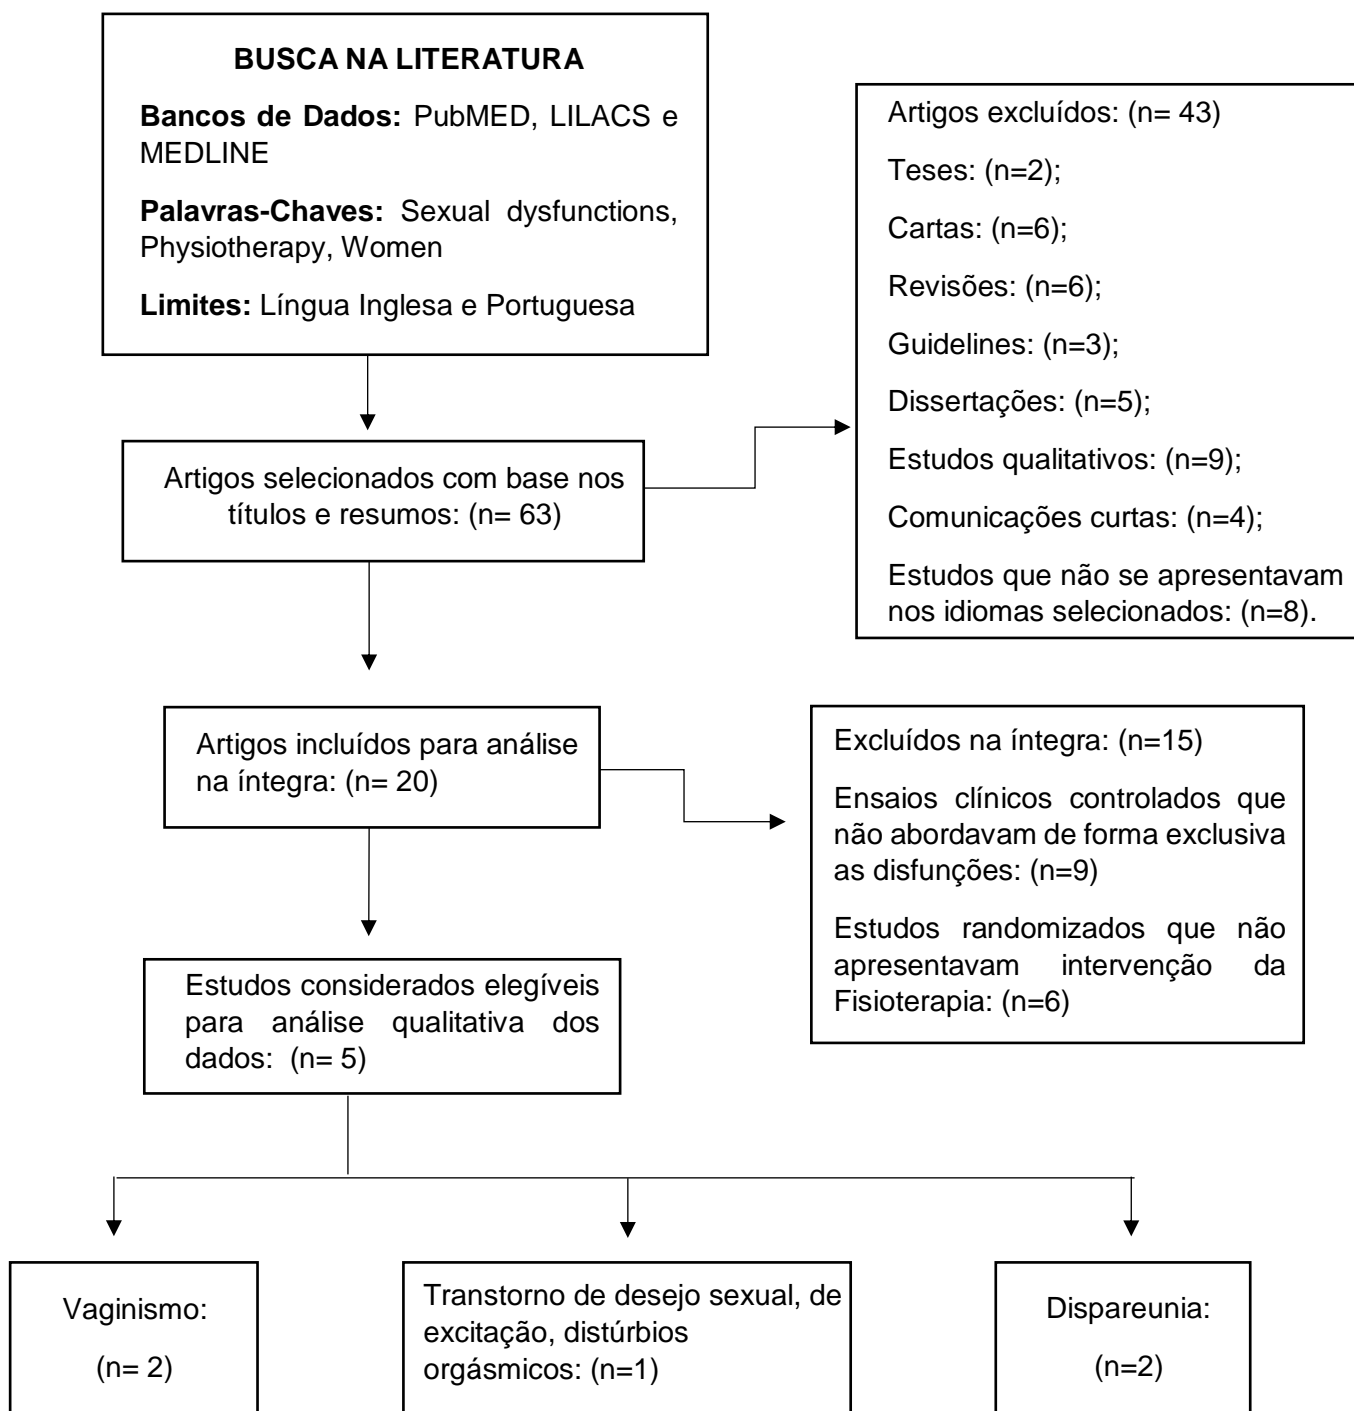 BUSCA NA LITERATURA
Bancos de Dados: PubMED, LILACS e
MEDLINE
Palavras-Chaves: Sexual dysfunctions,
Physiotherapy, Women
Limites: Língua Inglesa e Portuguesa
Artigos excluídos: (n= 43)
Teses: (n=2);
Cartas: (n=6);
Revisões: (n=6);
Guidelines: (n=3);
Dissertações: (n=5);
Estudos qualitativos: (n=9);
Comunicações curtas: (n=4);
Estudos que não se apresentavam
nos idiomas selecionados: (n=8).
Artigos selecionados com base nos
títulos e resumos: (n= 63)
Artigos incluídos para análise
na íntegra: (n= 20)
Excluídos na íntegra: (n=15)
Ensaios clínicos controlados que
não abordavam de forma exclusiva
as disfunções: (n=9)
Estudos randomizados que não
apresentavam intervenção da
Fisioterapia: (n=6)
Estudos considerados elegíveis
para análise qualitativa dos
dados: (n= 5)
Vaginismo:
(n= 2)
Transtorno de desejo sexual, de
excitação, distúrbios
orgásmicos: (n=1)
Dispareunia:
(n=2)